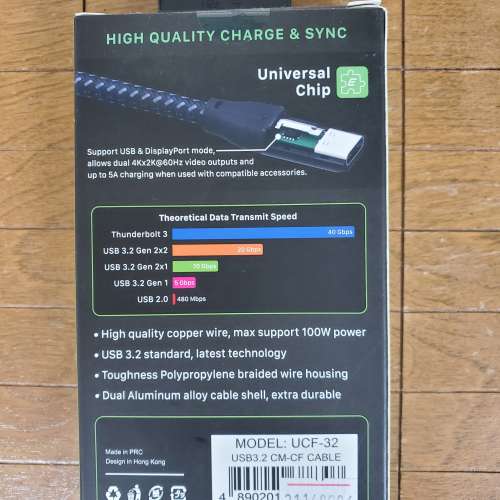 HIGH QUALITY CHARGE & SYNC
Universal
Chip
Support USB & DisplayPort mode,
allows dual 4Kx2K@60Hz video outputs and
up to 5A charging when used with compatible accessories.
Theoretical Data Transmit Speed
Thunderbolt 3 40 Gbps
USB 3.2 Gen 2x2 20 Gbps
USB 3.2 Gen 2x1 10 Gbps
USB 3.2 Gen 1 5 Gbps
USB 2.0 480 Mbps
• High quality copper wire, max support 100W power
• USB 3.2 standard, latest technology
• Toughness Polypropylene braided wire housing
• Dual Aluminum alloy cable shell, extra durable
Made in PRC
Design in Hong Kong
MODEL: UCF-32
USB3.2 CM-CF CABLE
4 890201